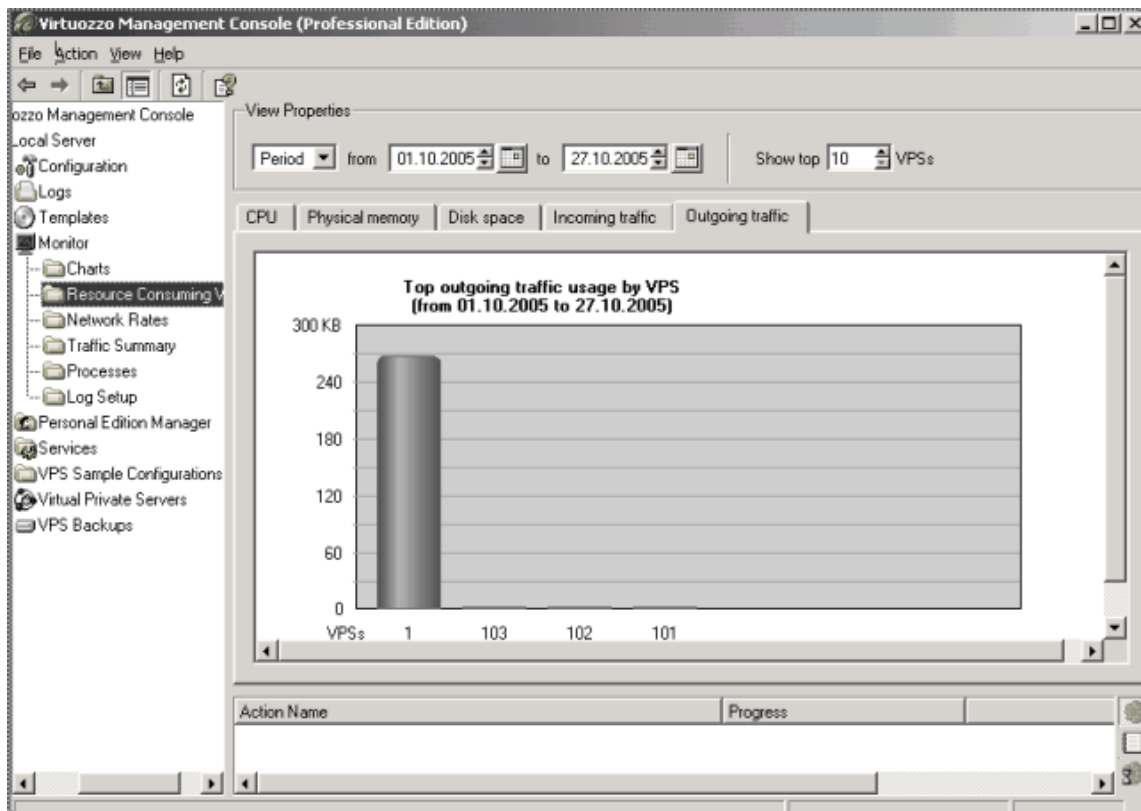 Virtuozzo Management Console (Professional Edition)
File Action View Help
ozzo Management Console
Local Server
Configuration
Logs
Templates
Monitor
Charts
Resource Consuming V
Network Rates
Traffic Summary
Processes
Log Setup
Personal Edition Manager
Services
VPS Sample Configurations
Virtual Private Servers
VPS Backups
View Properties
Period from 01.10.2005 to 27.10.2005 Show top 10 VPSs
CPU Physical memory Disk space Incoming traffic Outgoing traffic
Top outgoing traffic usage by VPS
(from 01.10.2005 to 27.10.2005)
300 KB
240
180
120
60
0
VPSs 1 103 102 101
Action Name Progress